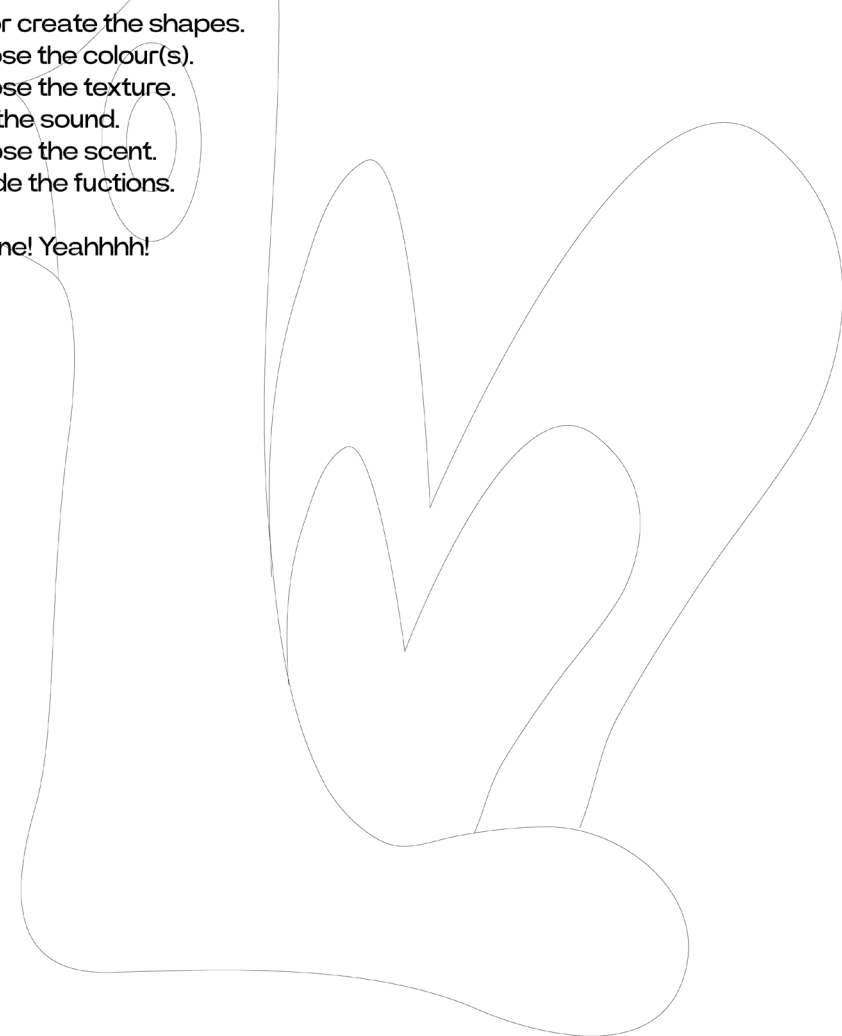 r create the shapes.
ose the colour(s).
ose the texture.
the sound.
ose the scent.
de the fuctions.
ne! Yeahhhh!